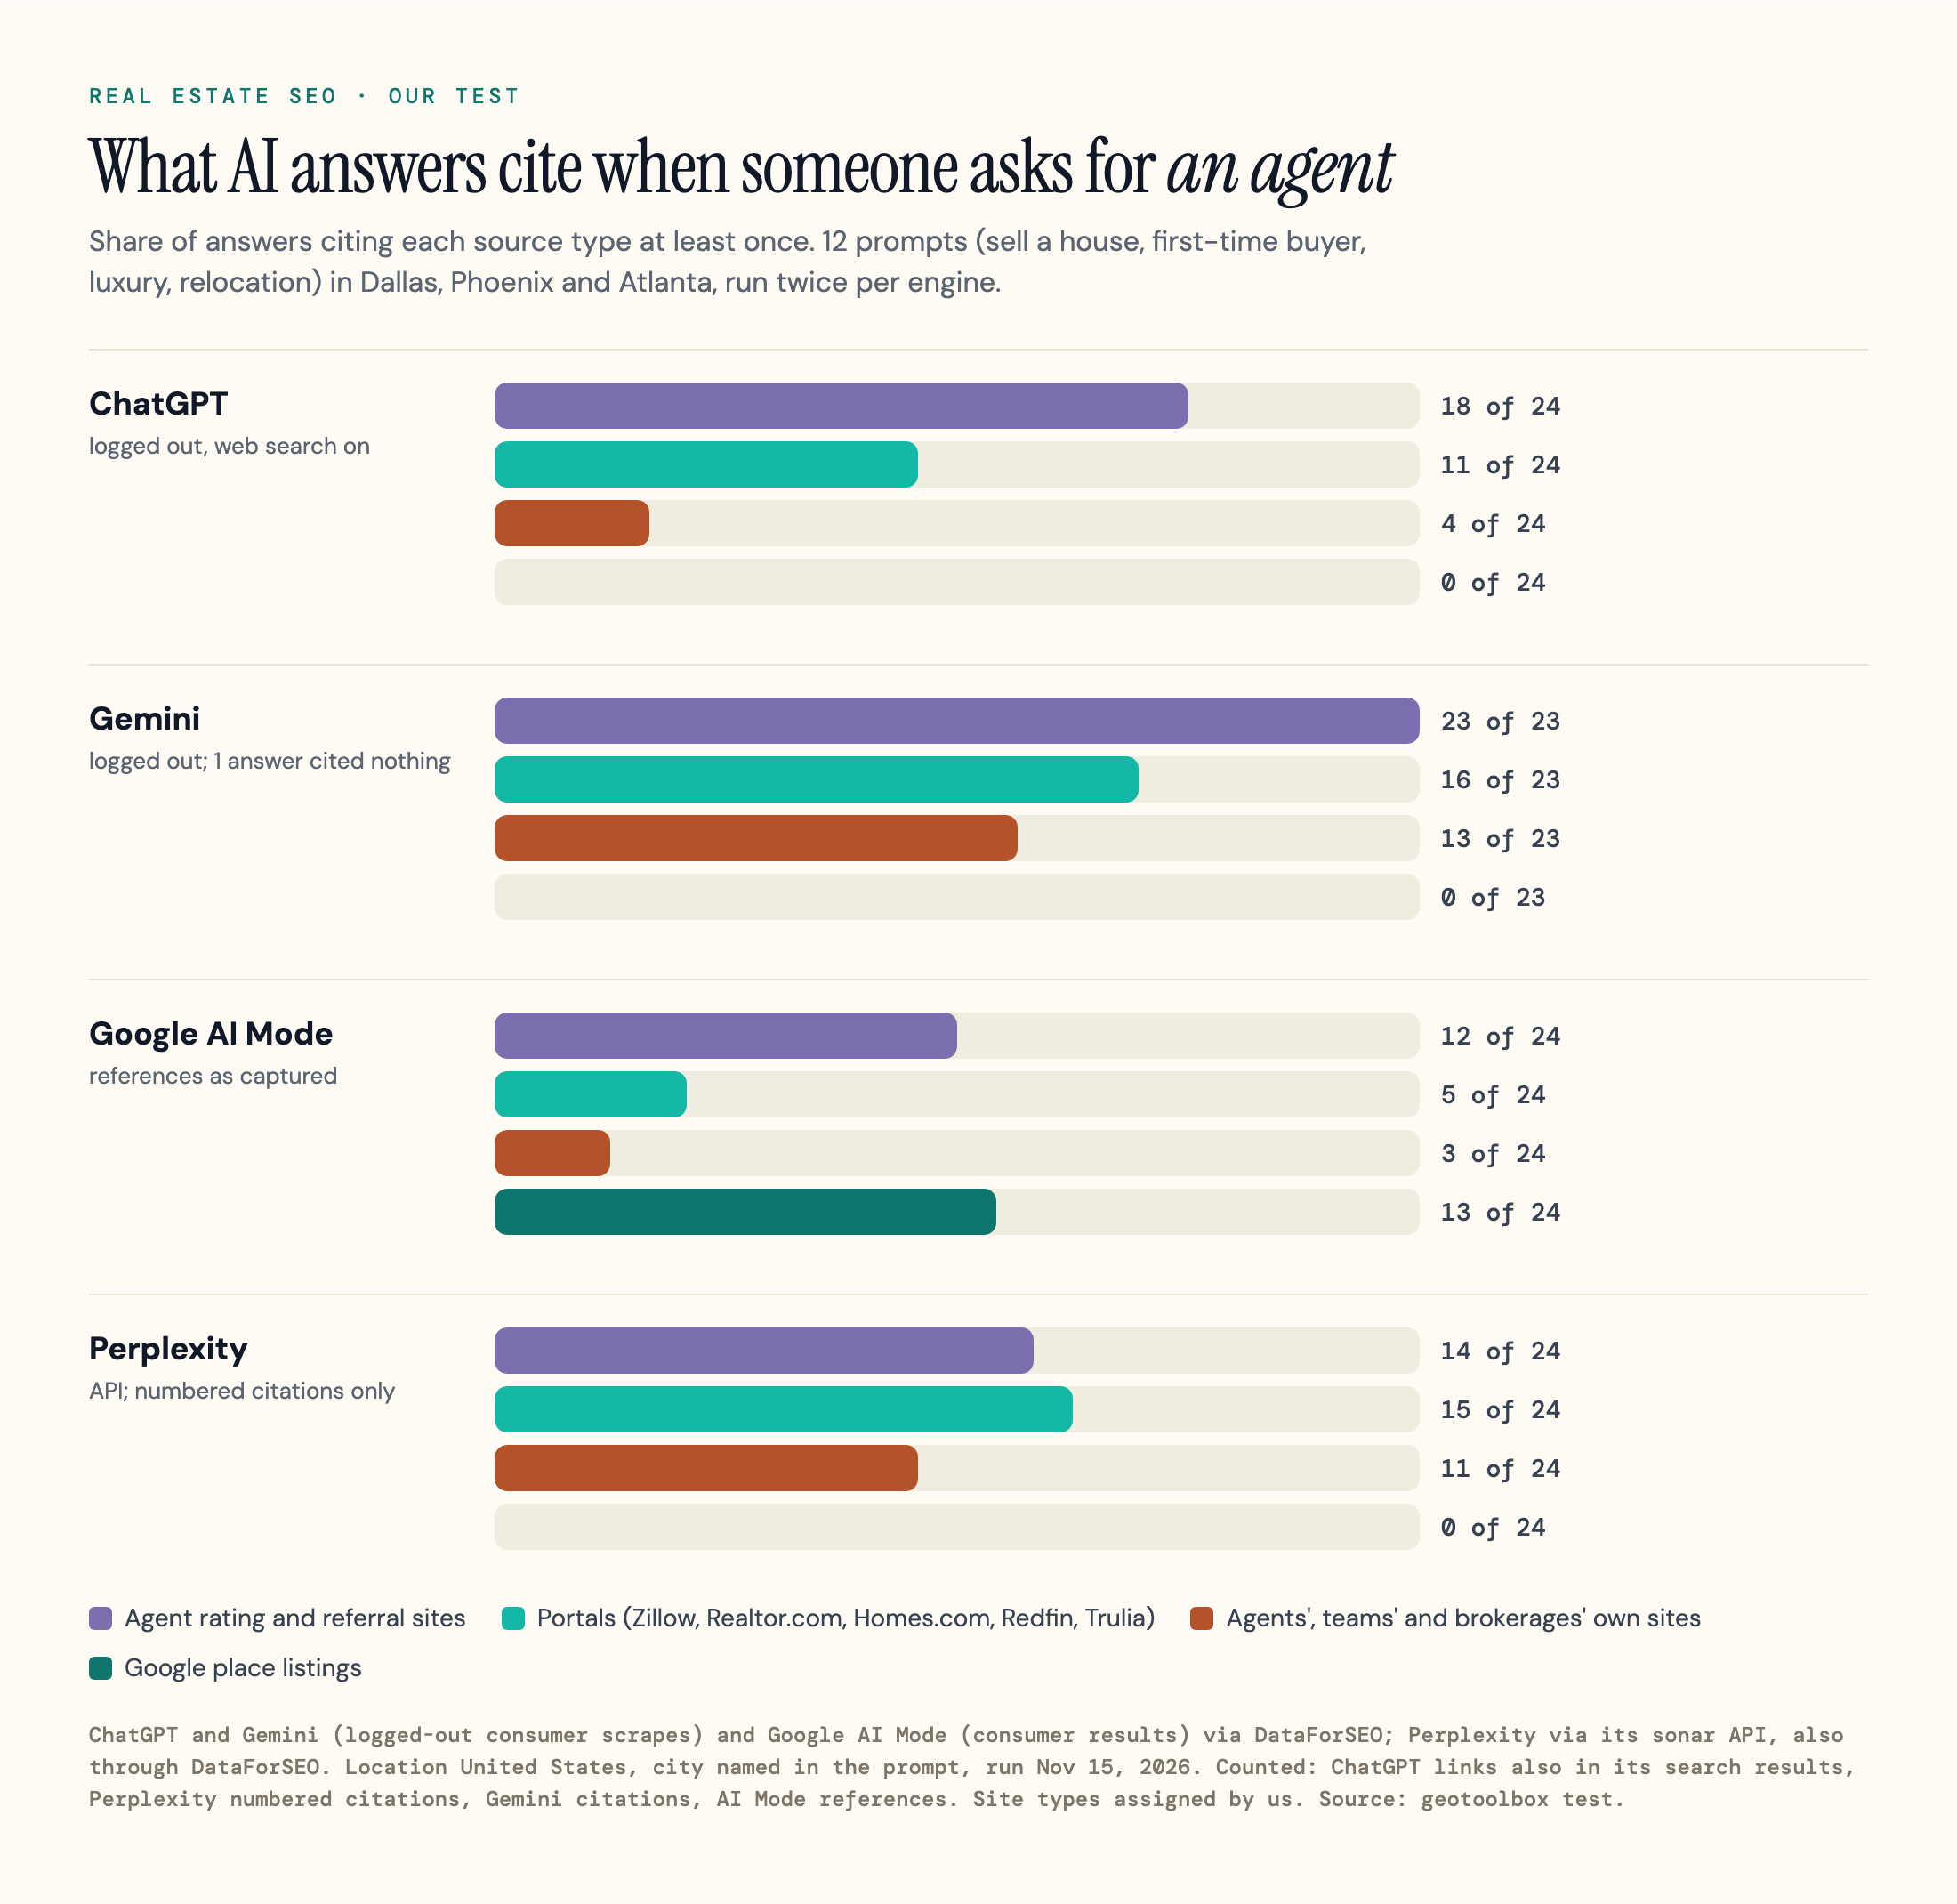 REAL ESTATE SEO · OUR TEST
What AI answers cite when someone asks for an agent
Share of answers citing each source type at least once. 12 prompts (sell a house, first-time buyer,
luxury, relocation) in Dallas, Phoenix and Atlanta, run twice per engine.
ChatGPT
logged out, web search on
18 of 24
11 of 24
4 of 24
0 of 24
Gemini
logged out; 1 answer cited nothing
23 of 23
16 of 23
13 of 23
0 of 23
Google AI Mode
references as captured
12 of 24
5 of 24
3 of 24
13 of 24
Perplexity
API; numbered citations only
14 of 24
15 of 24
11 of 24
0 of 24
Agent rating and referral sites
Portals (Zillow, Realtor.com, Homes.com, Redfin, Trulia)
Agents', teams' and brokerages' own sites
Google place listings
ChatGPT and Gemini (logged-out consumer scrapes) and Google AI Mode (consumer results) via DataForSEO; Perplexity via its sonar API, also
through DataForSEO. Location United States, city named in the prompt, run Nov 15, 2026. Counted: ChatGPT links also in its search results,
Perplexity numbered citations, Gemini citations, AI Mode references. Site types assigned by us. Source: geotoolbox test.